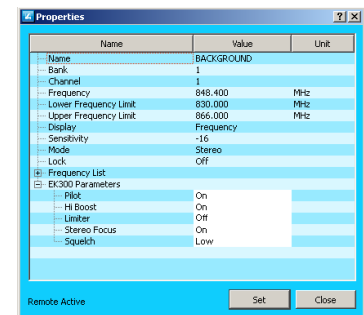 Properties
Name Value Unit
Name BACKGROUND
Bank 1
Channel 1
Frequency 848.400 MHz
Lower Frequency Limit 830.000 MHz
Upper Frequency Limit 866.000 MHz
Display Frequency
Sensitivity -16
Mode Stereo
Lock Off
Frequency List
EK300 Parameters
Pilot On
Hi Boost On
Limiter Off
Stereo Focus On
Squelch Low
Remote Active Set Close